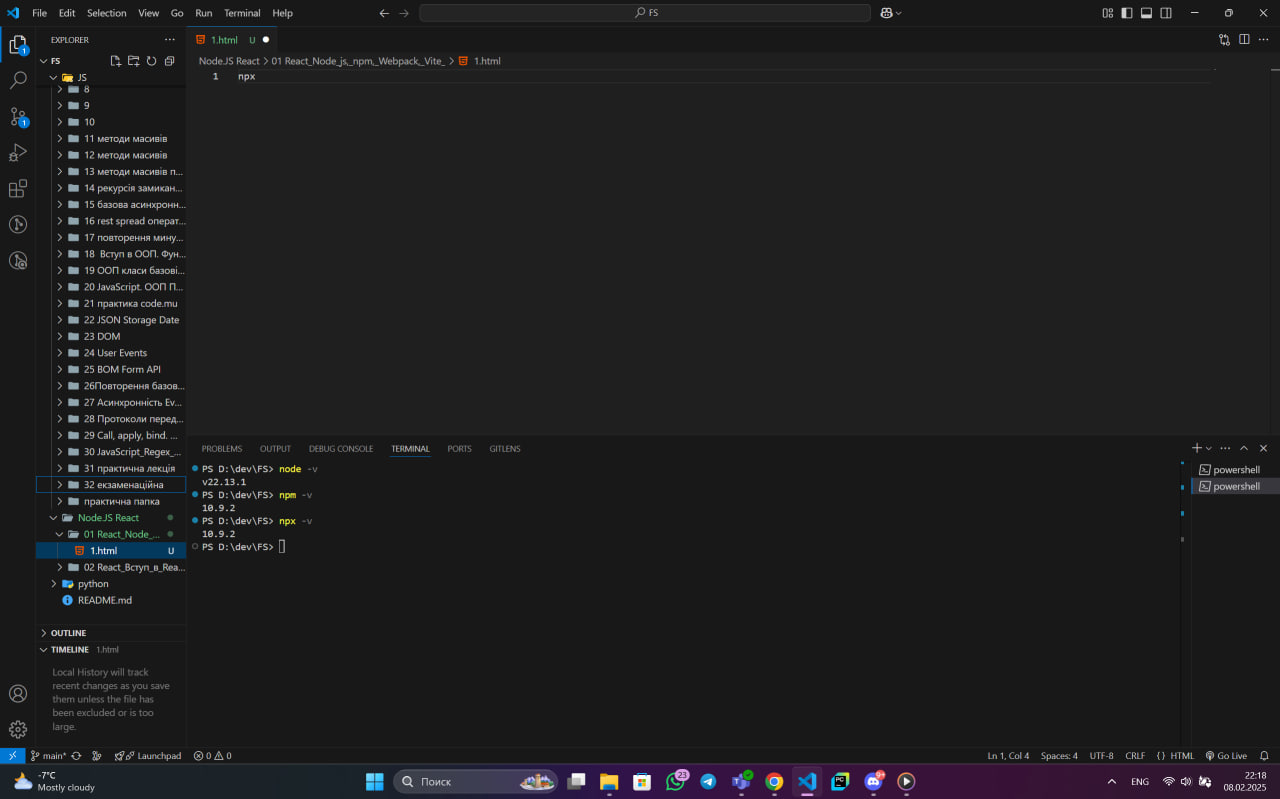 File Edit Selection View Go Run Terminal Help
FS
EXPLORER
1.html U
FS
Node.JS React > 01 React_Node_js,_npm,_Webpack,_Vite_ > 1.html
1 npx
JS
8
9
10
11 методи масивів
12 методи масивів
13 методи масивів п...
14 рекурсія замикан...
15 базова асинхронн...
16 rest spread операт...
17 повторення мину...
18 Вступ в ООП. Фун...
19 ООП класи базові...
20 JavaScript. ООП П...
21 практика code.mu
22 JSON Storage Date
23 DOM
24 User Events
25 BOM Form API
26Повторення базов...
27 Асинхронність Ev...
28 Протоколи перед...
29 Call, apply, bind. ...
30 JavaScript_Regex_...
31 практична лекція
32 екзаменаційна
практична папка
Node.JS React
01 React_Node_...
1.html U
02 React_Вступ_в_Rea...
python
README.md
OUTLINE
TIMELINE 1.html
Local History will track
recent changes as you save
them unless the file has
been excluded or is too
large.
PROBLEMS OUTPUT DEBUG CONSOLE TERMINAL PORTS GITLENS
PS D:\dev\FS> node -v
v22.13.1
PS D:\dev\FS> npm -v
10.9.2
PS D:\dev\FS> npx -v
10.9.2
PS D:\dev\FS>
powershell
powershell
main* Launchpad 0 0
Ln 1, Col 4 Spaces: 4 UTF-8 CRLF {} HTML Go Live
-7°C
Mostly cloudy
Поиск
23
ENG
22:18
08.02.2025